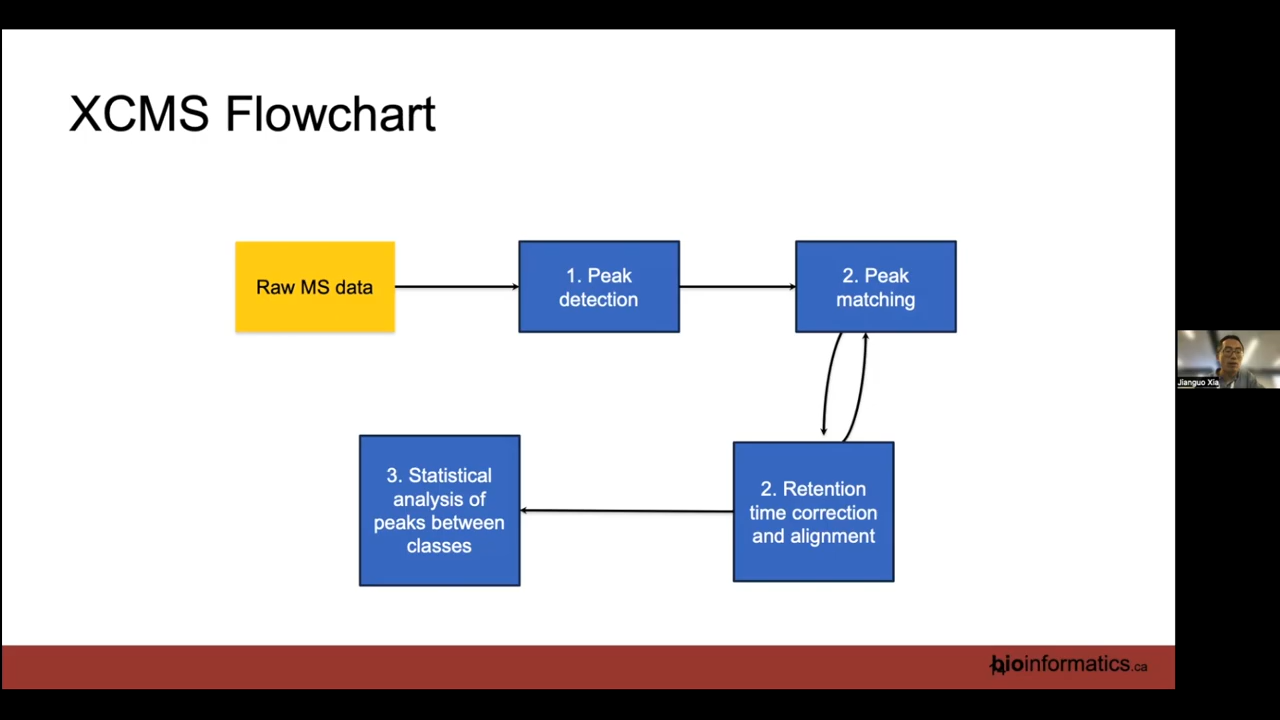 XCMS Flowchart
Raw MS data
1. Peak
detection
2. Peak
matching
3. Statistical
analysis of
peaks between
classes
2. Retention
time correction
and alignment
Jianguo Xia
bioinformatics.ca